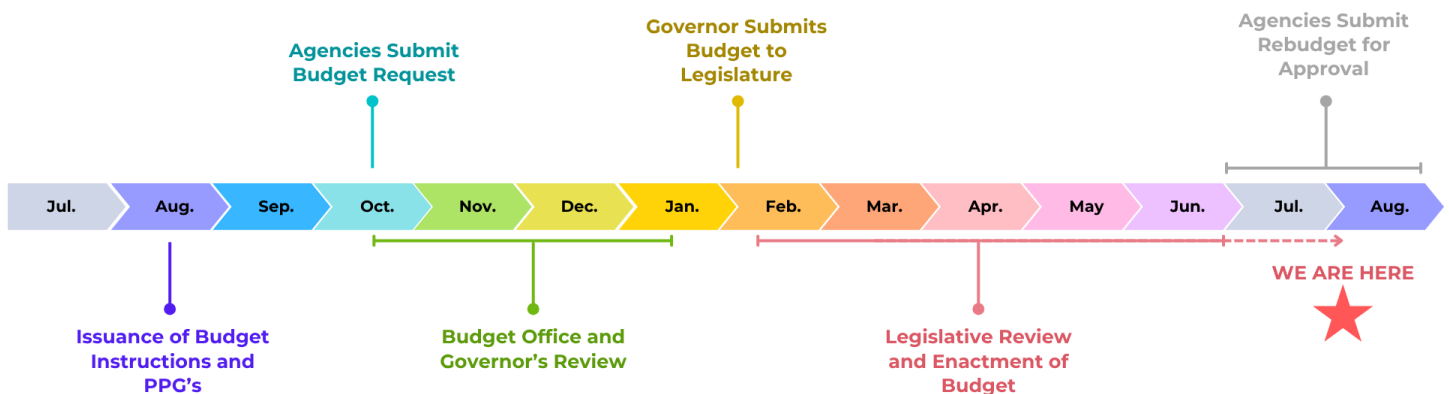 Agencies Submit
Budget Request
Governor Submits
Budget to
Legislature
Agencies Submit
Rebudget for
Approval
Jul.
Aug.
Sep.
Oct.
Nov.
Dec.
Jan.
Feb.
Mar.
Apr.
May
Jun.
Jul.
Aug.
Issuance of Budget
Instructions and
PPG's
Budget Office and
Governor’s Review
Legislative Review
and Enactment of
Budget
WE ARE HERE